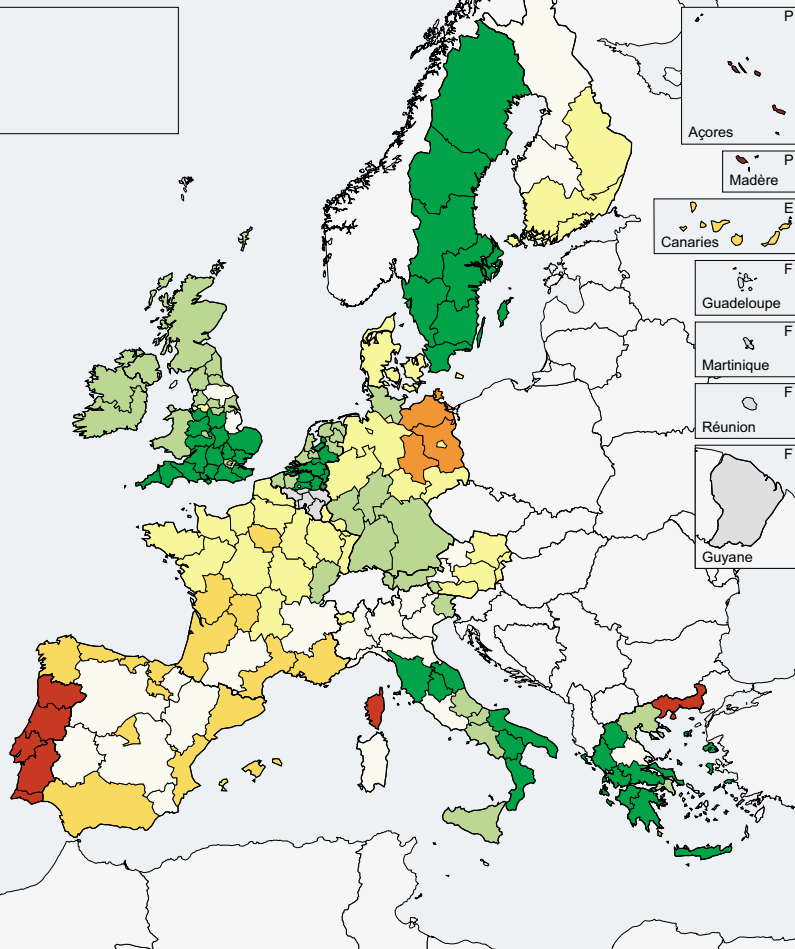 P
Açores
P
Madère
E
Canaries
F
Guadeloupe
F
Martinique
F
Réunion
F
Guyane